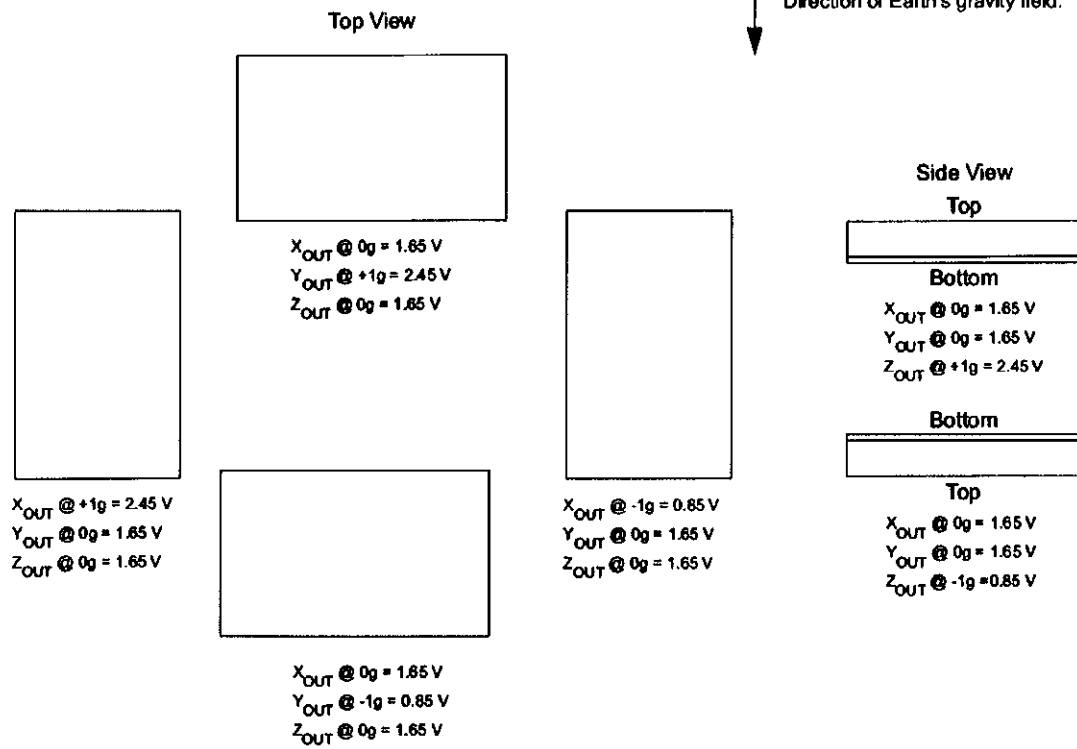 Direction of Earth's gravity field.
Top View
X_OUT @ 0g = 1.65 V
Y_OUT @ +1g = 2.45 V
Z_OUT @ 0g = 1.65 V
X_OUT @ +1g = 2.45 V
Y_OUT @ 0g = 1.65 V
Z_OUT @ 0g = 1.65 V
X_OUT @ 0g = 1.65 V
Y_OUT @ -1g = 0.85 V
Z_OUT @ 0g = 1.65 V
X_OUT @ -1g = 0.85 V
Y_OUT @ 0g = 1.65 V
Z_OUT @ 0g = 1.65 V
Side View
Top
Bottom
X_OUT @ 0g = 1.65 V
Y_OUT @ 0g = 1.65 V
Z_OUT @ +1g = 2.45 V
Bottom
Top
X_OUT @ 0g = 1.65 V
Y_OUT @ 0g = 1.65 V
Z_OUT @ -1g =0.85 V